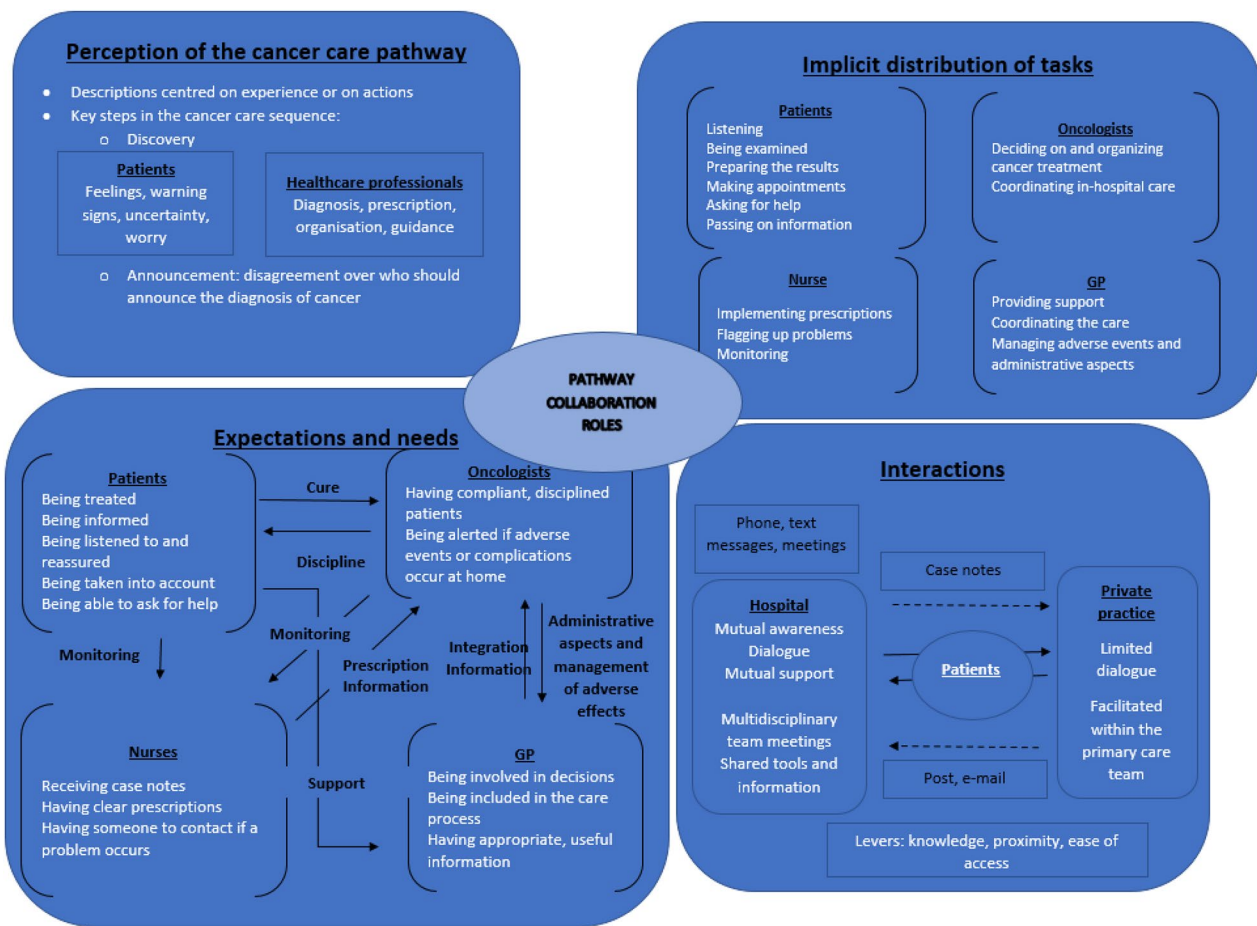 Perception of the cancer care pathway
• Descriptions centred on experience or on actions
• Key steps in the cancer care sequence:
o Discovery
Patients
Feelings, warning
signs, uncertainty,
worry
Healthcare professionals
Diagnosis, prescription,
organisation, guidance
o Announcement: disagreement over who should
announce the diagnosis of cancer
Implicit distribution of tasks
Patients
Listening
Being examined
Preparing the results
Making appointments
Asking for help
Passing on information
Oncologists
Deciding on and organizing
cancer treatment
Coordinating in-hospital care
Nurse
Implementing prescriptions
Flagging up problems
Monitoring
GP
Providing support
Coordinating the care
Managing adverse events and
administrative aspects
PATHWAY
COLLABORATION
ROLES
Expectations and needs
Patients
Being treated
Being informed
Being listened to and
reassured
Being taken into account
Being able to ask for help
Cure
Discipline
Oncologists
Having compliant, disciplined
patients
Being alerted if adverse
events or complications
occur at home
Monitoring
Monitoring
Prescription
Information
Integration
Information
Administrative
aspects and
management
of adverse
effects
Nurses
Receiving case notes
Having clear prescriptions
Having someone to contact if a
problem occurs
Support
GP
Being involved in decisions
Being included in the care
process
Having appropriate, useful
information
Interactions
Phone, text
messages, meetings
Hospital
Mutual awareness
Dialogue
Mutual support
Multidisciplinary
team meetings
Shared tools and
information
Case notes
Patients
Post, e-mail
Private
practice
Limited
dialogue
Facilitated
within the
primary care
team
Levers: knowledge, proximity, ease of
access